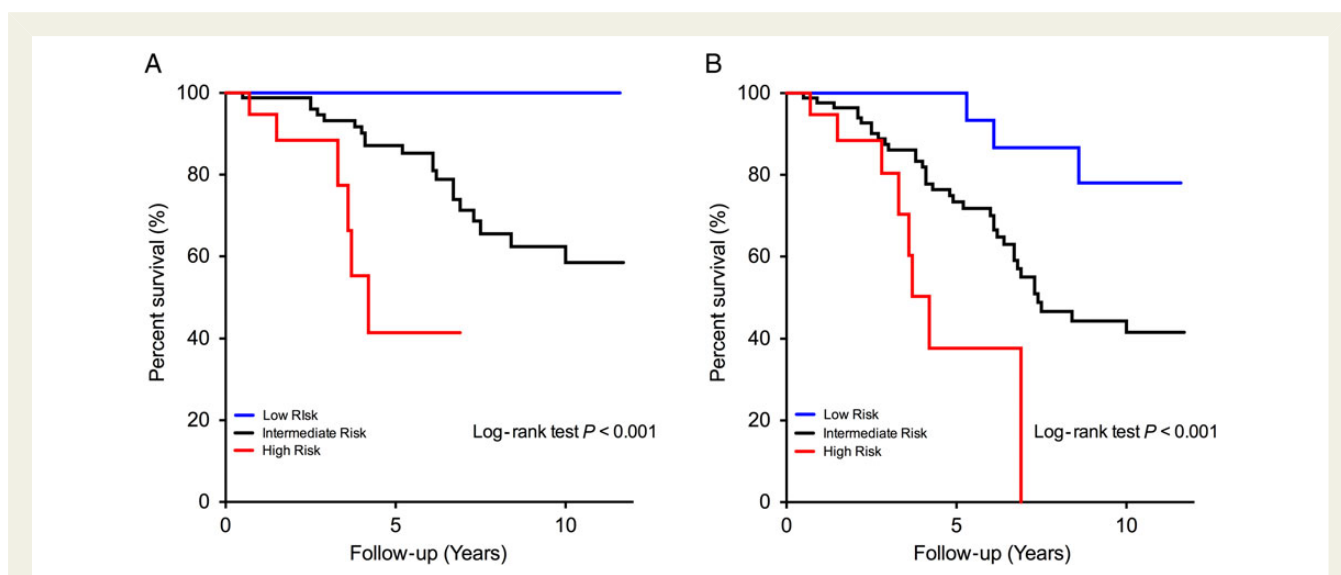 A
100
80
60
40
20
0
Percent survival (%)
Low RIsk
Intermediate Risk
High Risk
Log-rank test P < 0.001
0 5 10
Follow-up (Years)
B
100
80
60
40
20
0
Percent survival (%)
Low Risk
Intermediate Risk
High Risk
Log-rank test P < 0.001
0 5 10
Follow-up (Years)